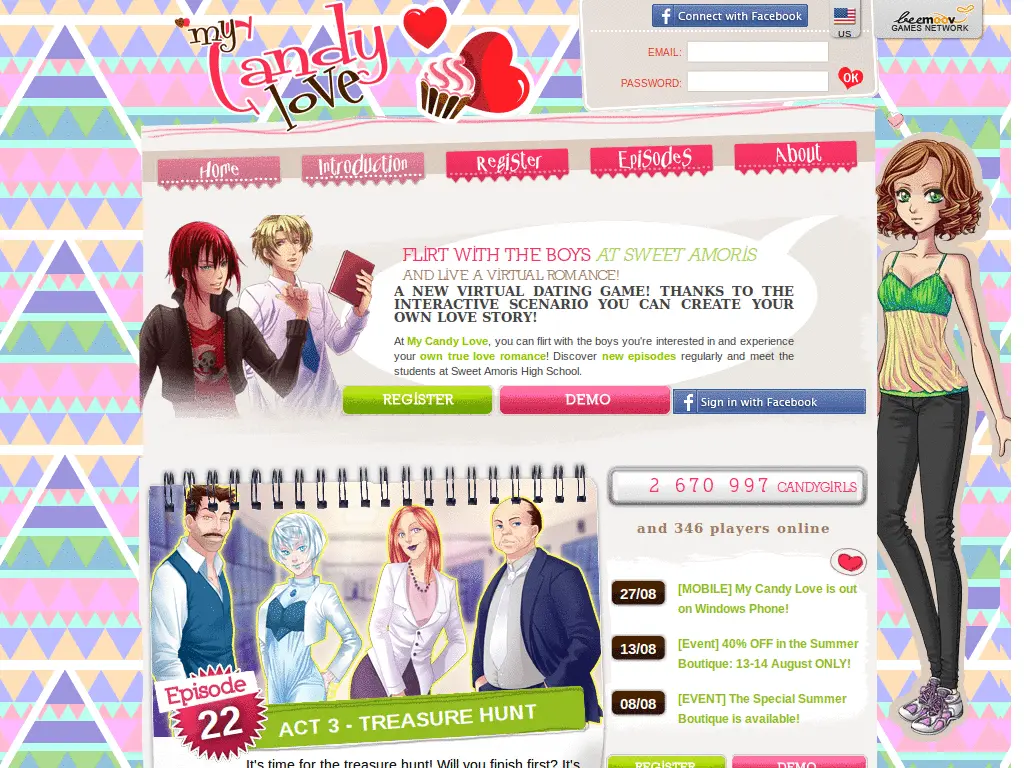 my Candy love
Connect with Facebook
US
beemoov
GAMES NETWORK
EMAIL:
PASSWORD:
OK
Home
Introduction
Register
Episodes
About
FLIRT WITH THE BOYS AT SWEET AMORIS
AND LIVE A VIRTUAL ROMANCE!
A NEW VIRTUAL DATING GAME! THANKS TO THE
INTERACTIVE SCENARIO YOU CAN CREATE YOUR
OWN LOVE STORY!
At My Candy Love, you can flirt with the boys you're interested in and experience
your own true love romance! Discover new episodes regularly and meet the
students at Sweet Amoris High School.
REGISTER
DEMO
Sign in with Facebook
2 670 997 CANDYGIRLS
and 346 players online
27/08
[MOBILE] My Candy Love is out
on Windows Phone!
13/08
[Event] 40% OFF in the Summer
Boutique: 13-14 August ONLY!
08/08
[EVENT] The Special Summer
Boutique is available!
Episode
22
ACT 3 - TREASURE HUNT
It's time for the treasure hunt! Will you finish first? It's
REGISTER
DEMO